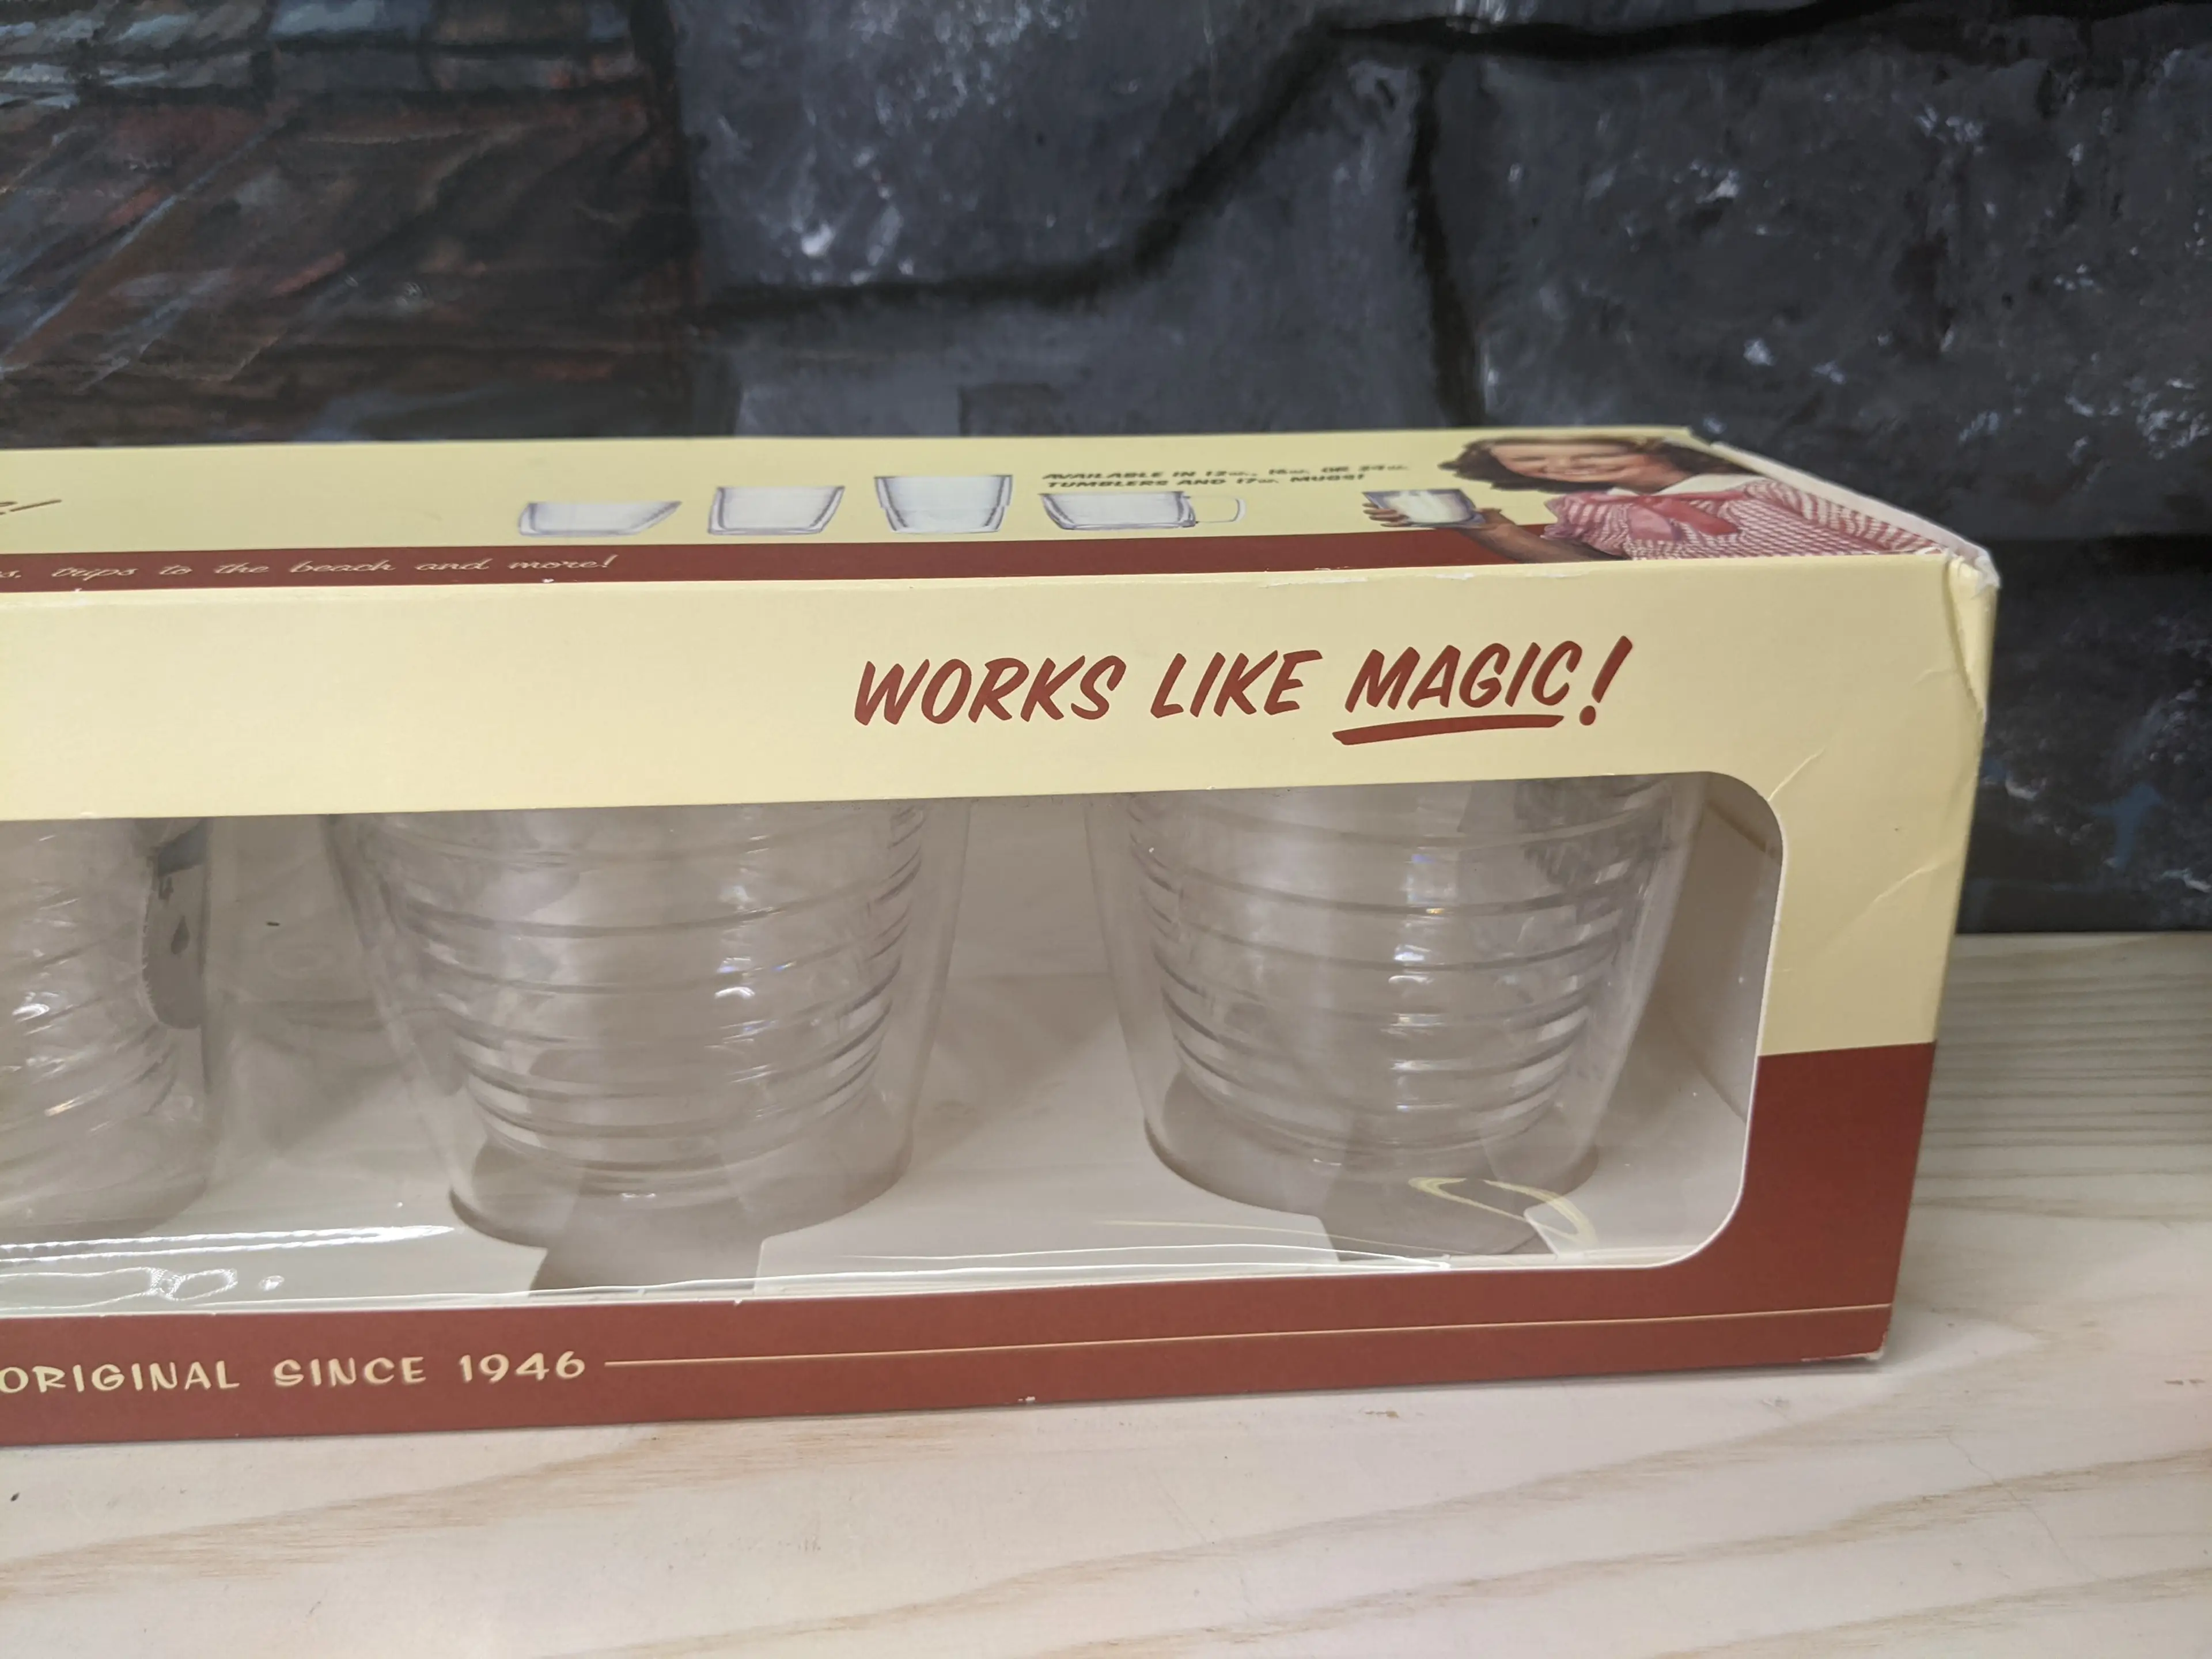 AVAILABLE IN 12oz., 16oz. OR 24oz.
TUMBLERS AND 17oz. MUGS!
trips to the beach and more!
WORKS LIKE MAGIC!
ORIGINAL SINCE 1946